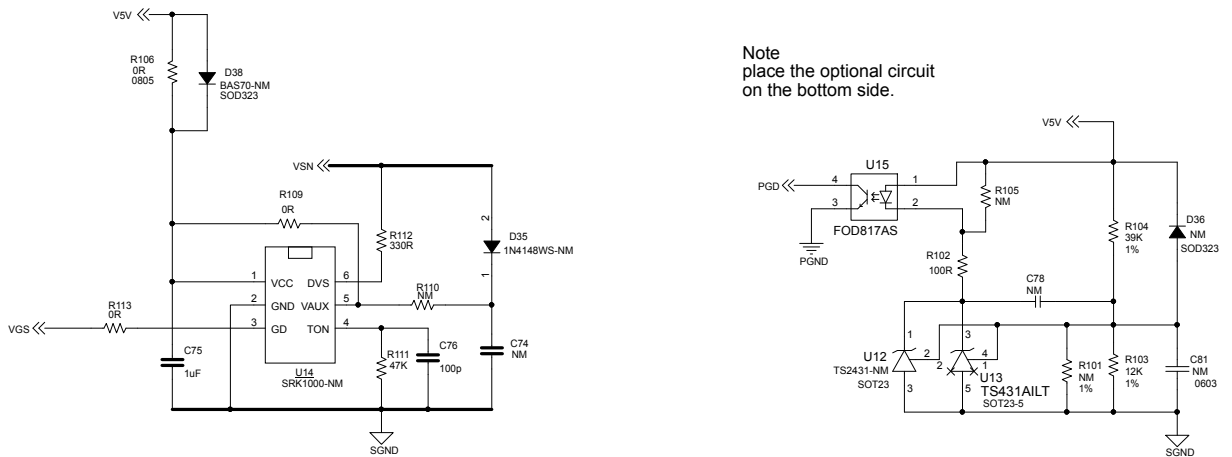 V5V
R106
0R
0805
D38
BAS70-NM
SOD323
VSN
R109
0R
R112
330R
2
D35
1N4148WS-NM
1
1
VCC
DVS
6
R110
NM
2
GND
VAUX
5
R113
0R
VGS
3
GD
TON
4
C75
1uF
U14
SRK1000-NM
R111
47K
C76
100p
C74
NM
SGND
Note
place the optional circuit
on the bottom side.
V5V
U15
PGD
4
1
3
2
FOD817AS
PGND
R105
NM
R104
39K
1%
D36
NM
SOD323
R102
100R
C78
NM
1
3
U12
TS2431-NM
SOT23
2
3
2
4
1
U13
TS431AILT
SOT23-5
5
R101
NM
1%
R103
12K
1%
C81
NM
0603
SGND